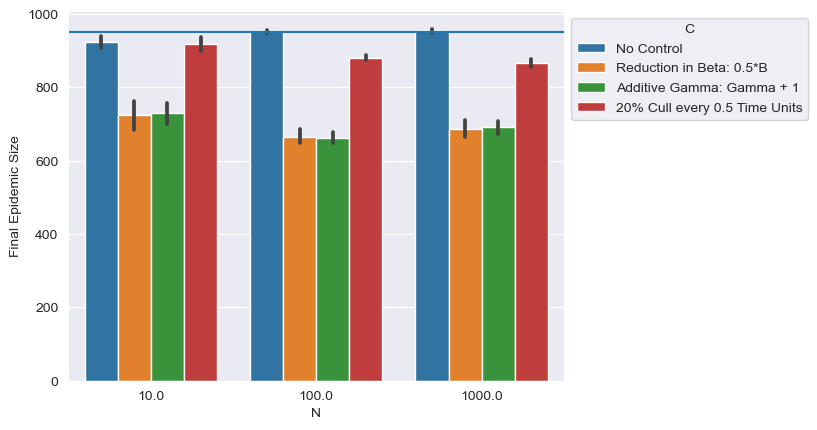 1000
800
600
400
200
0
Final Epidemic Size
10.0
100.0
1000.0
N
C
No Control
Reduction in Beta: 0.5*B
Additive Gamma: Gamma + 1
20% Cull every 0.5 Time Units